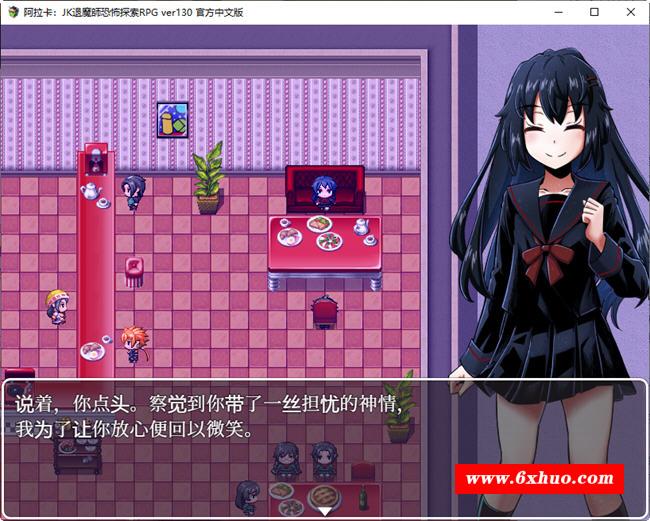 阿拉卡：JK退魔師恐怖探索RPG ver130 官方中文版
说着，你点头。察觉到你带了一丝担忧的神情，
我为了让你放心便回以微笑。
www.6xhuo.com